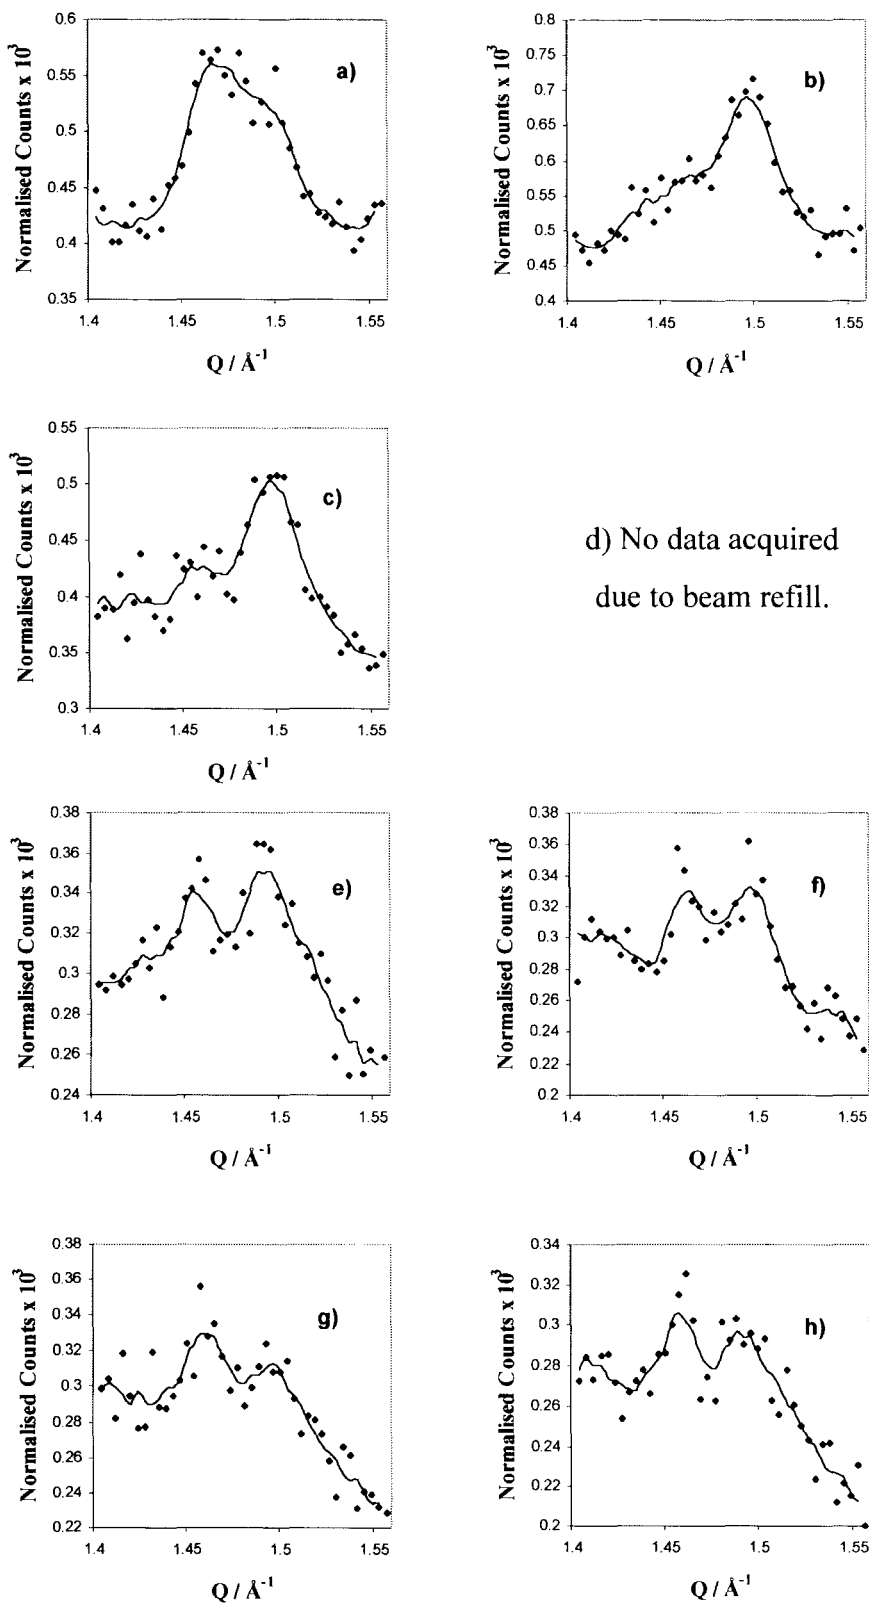 0.6
0.55
0.5
0.45
0.4
0.35
1.4 1.45 1.5 1.55
Normalised Counts x 10³
Q / Å⁻¹
a)
0.8
0.7
0.6
0.55
0.5
0.45
0.4
1.4 1.45 1.5 1.55
Normalised Counts x 10³
Q / Å⁻¹
b)
0.55
0.5
0.45
0.4
0.35
0.3
1.4 1.45 1.5 1.55
Normalised Counts x 10³
Q / Å⁻¹
c)
d) No data acquired
due to beam refill.
0.38
0.36
0.34
0.32
0.3
0.28
0.26
0.24
1.4 1.45 1.5 1.55
Normalised Counts x 10³
Q / Å⁻¹
e)
0.38
0.36
0.34
0.32
0.3
0.28
0.26
0.24
0.22
0.2
1.4 1.45 1.5 1.55
Normalised Counts x 10³
Q / Å⁻¹
f)
0.38
0.36
0.34
0.32
0.3
0.28
0.26
0.24
0.22
1.4 1.45 1.5 1.55
Normalised Counts x 10³
Q / Å⁻¹
g)
0.34
0.32
0.3
0.28
0.26
0.24
0.22
0.2
1.4 1.45 1.5 1.55
Normalised Counts x 10³
Q / Å⁻¹
h)